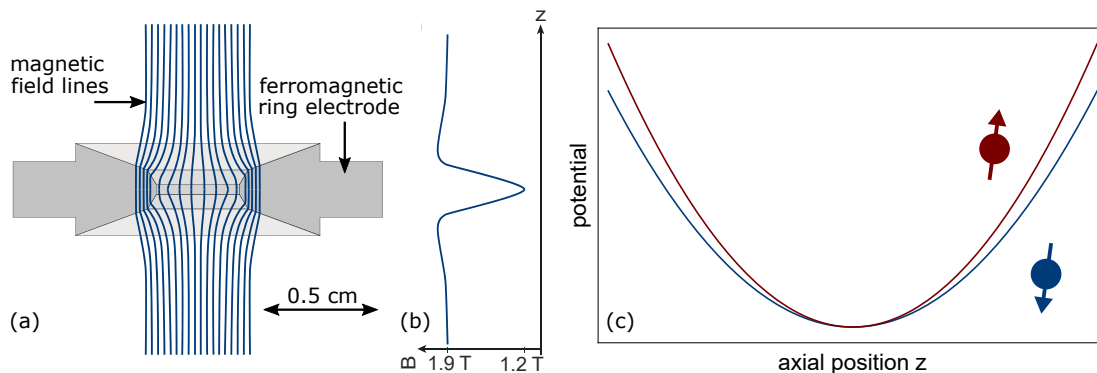 magnetic
field lines
ferromagnetic
ring electrode
0.5 cm
(a)
z
(b)
B
1.9 T
1.2 T
potential
(c)
axial position z